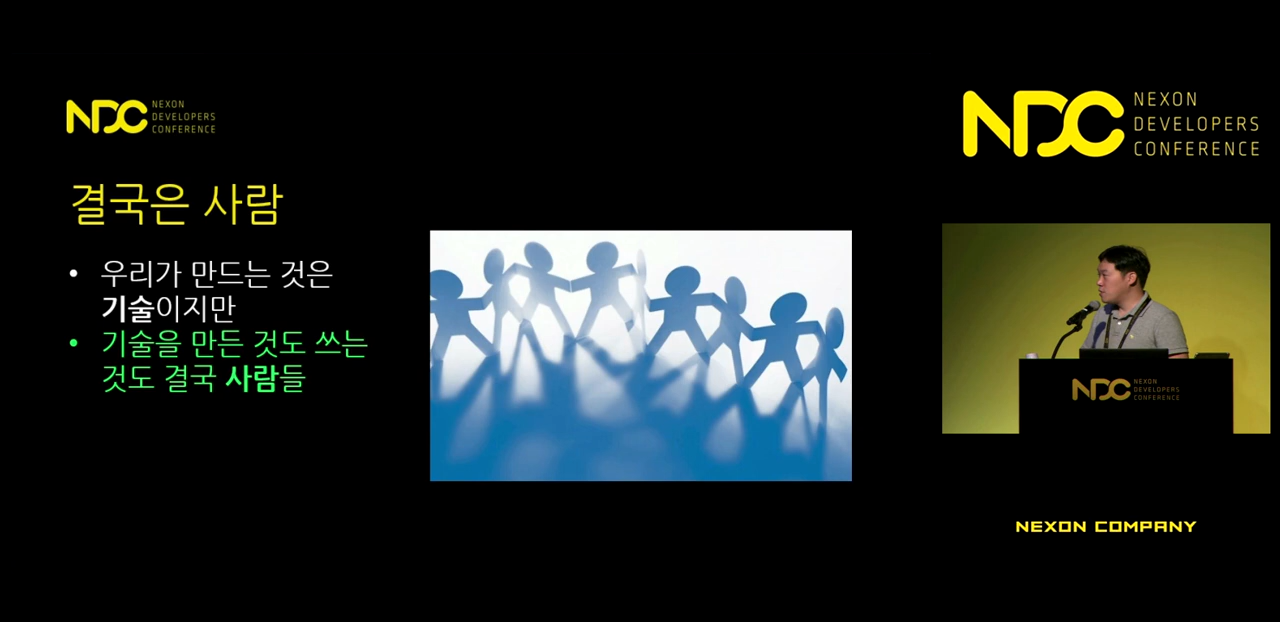 NDC NEXON
DEVELOPERS
CONFERENCE
결국은 사람
• 우리가 만드는 것은
기술이지만
• 기술을 만든 것도 쓰는
것도 결국 사람들
NDC NEXON
DEVELOPERS
CONFERENCE
NDC NEXON
DEVELOPERS
CONFERENCE
NEXON COMPANY